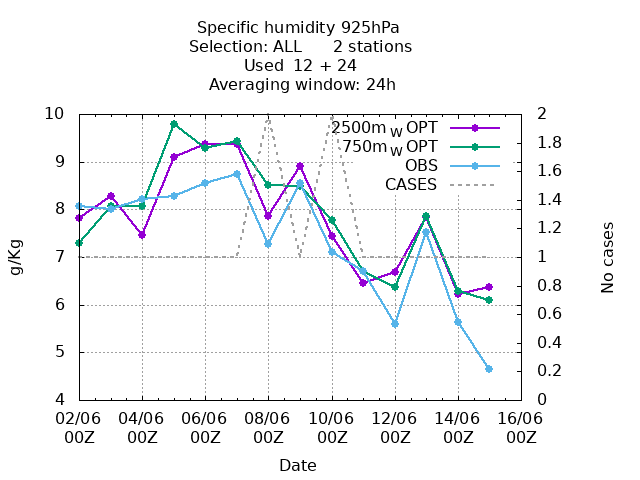 Specific humidity 925hPa
Selection: ALL 2 stations
Used 12 + 24
Averaging window: 24h
10
9
8
7
6
5
4
g/Kg
2500m W OPT
750m W OPT
OBS
CASES
2
1.8
1.6
1.4
1.2
1
0.8
0.6
0.4
0.2
0
No cases
02/06 04/06 06/06 08/06 10/06 12/06 14/06 16/06
00Z 00Z 00Z 00Z 00Z 00Z 00Z 00Z
Date